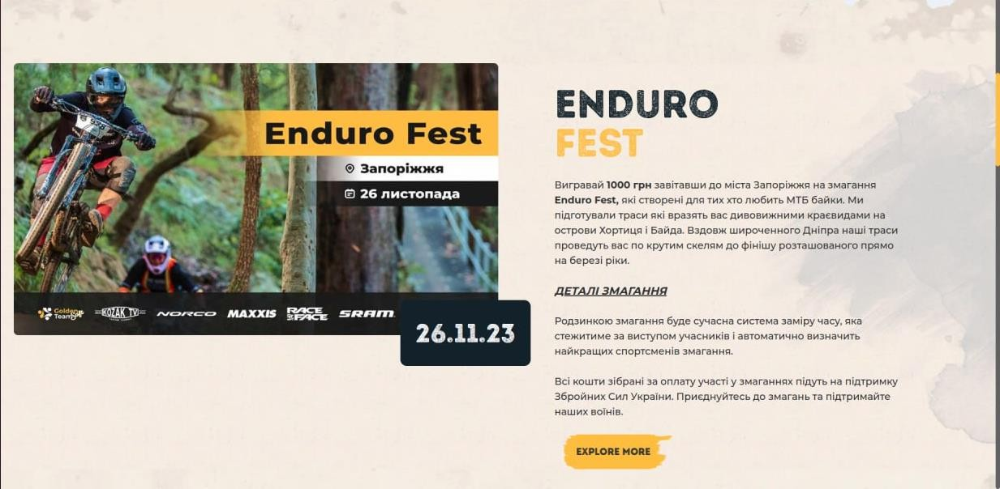 Enduro Fest
Запоріжжя
26 листопада
Golden
Team
KOZAK TV
NORCO
MAXXIS
RACE
FACE
SRAM
26.11.23
ENDURO
FEST
Вигравай 1000 грн завітавши до міста Запоріжжя на змагання
Enduro Fest, які створені для тих хто любить МТБ байки. Ми
підготували траси які вразять вас дивовижними краєвидами на
острови Хортиця і Байда. Вздовж широченного Дніпра наші траси
проведуть вас по крутим скелям до фінішу розташованого прямо
на березі ріки.
ДЕТАЛІ ЗМАГАННЯ
Родзинкою змагання буде сучасна система заміру часу, яка
стежитиме за виступом учасників і автоматично визначить
найкращих спортсменів змагання.
Всі кошти зібрані за оплату участі у змаганнях підуть на підтримку
Збройних Сил України. Приєднуйтесь до змагань та підтримайте
наших воїнів.
EXPLORE MORE